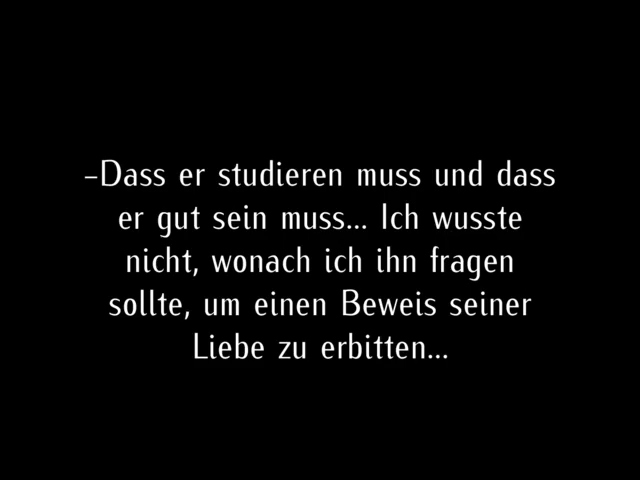 –Dass er studieren muss und dass
er gut sein muss... Ich wusste
nicht, wonach ich ihn fragen
sollte, um einen Beweis seiner
Liebe zu erbitten...